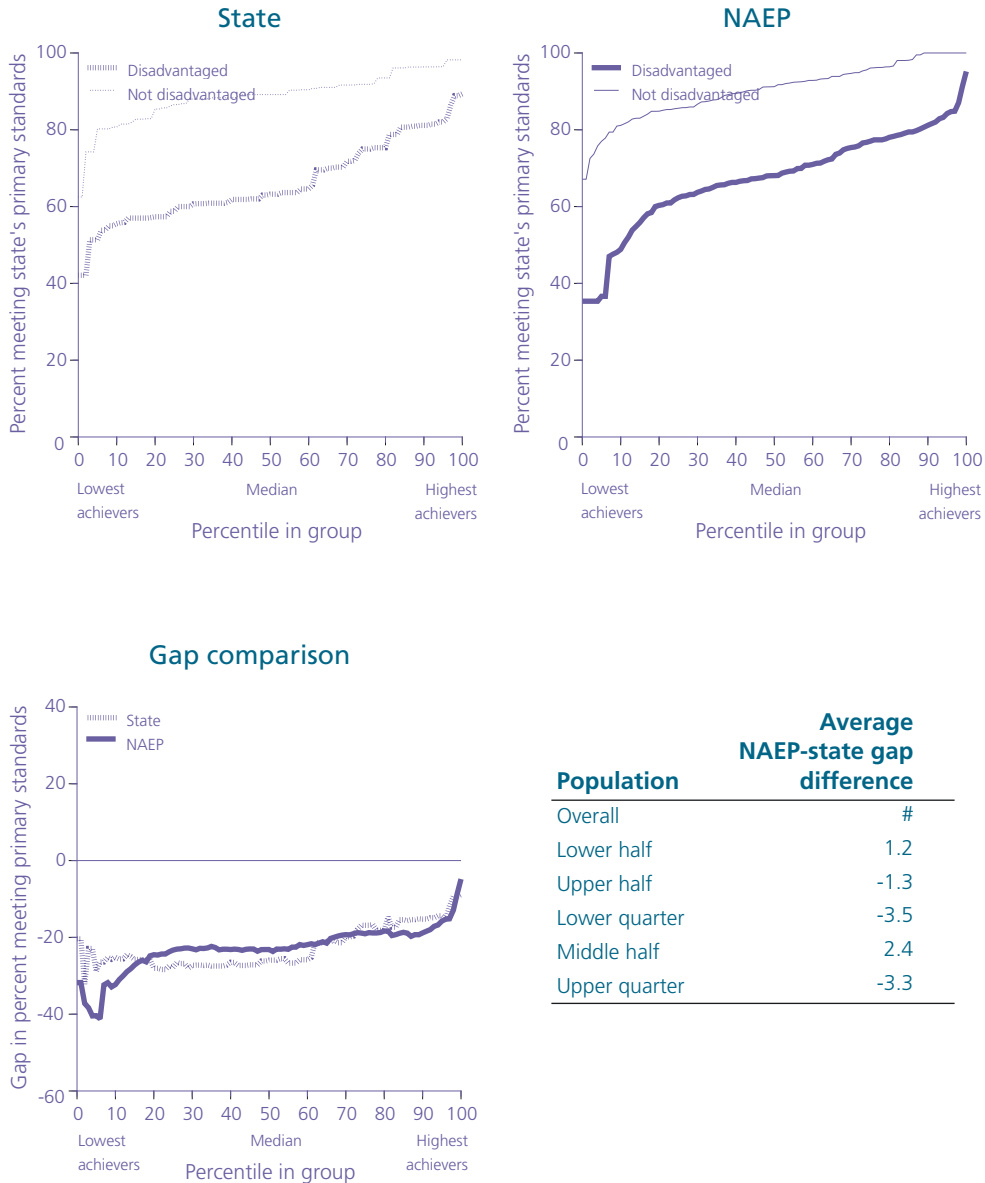 State
Percent meeting state's primary standards
100
80
60
40
20
0
Disadvantaged
Not disadvantaged
0 10 20 30 40 50 60 70 80 90 100
Lowest achievers
Median
Highest achievers
Percentile in group
NAEP
Percent meeting state's primary standards
100
80
60
40
20
0
Disadvantaged
Not disadvantaged
0 10 20 30 40 50 60 70 80 90 100
Lowest achievers
Median
Highest achievers
Percentile in group
Gap comparison
Gap in percent meeting primary standards
40
20
0
-20
-40
-60
State
NAEP
0 10 20 30 40 50 60 70 80 90 100
Lowest achievers
Median
Highest achievers
Percentile in group
Average
NAEP-state gap
Population difference
Overall #
Lower half 1.2
Upper half -1.3
Lower quarter -3.5
Middle half 2.4
Upper quarter -3.3